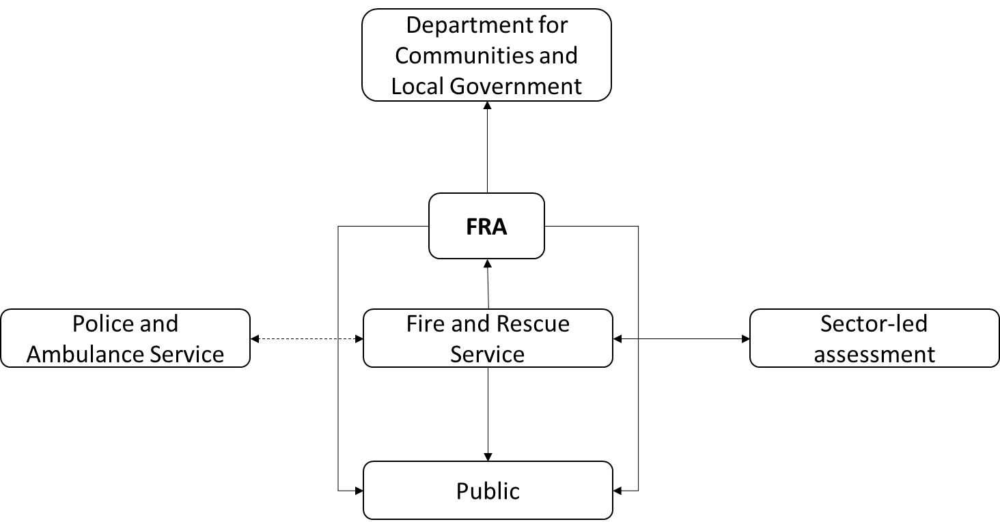 Department for
Communities and
Local Government
FRA
Police and
Ambulance Service
Fire and Rescue
Service
Sector-led
assessment
Public